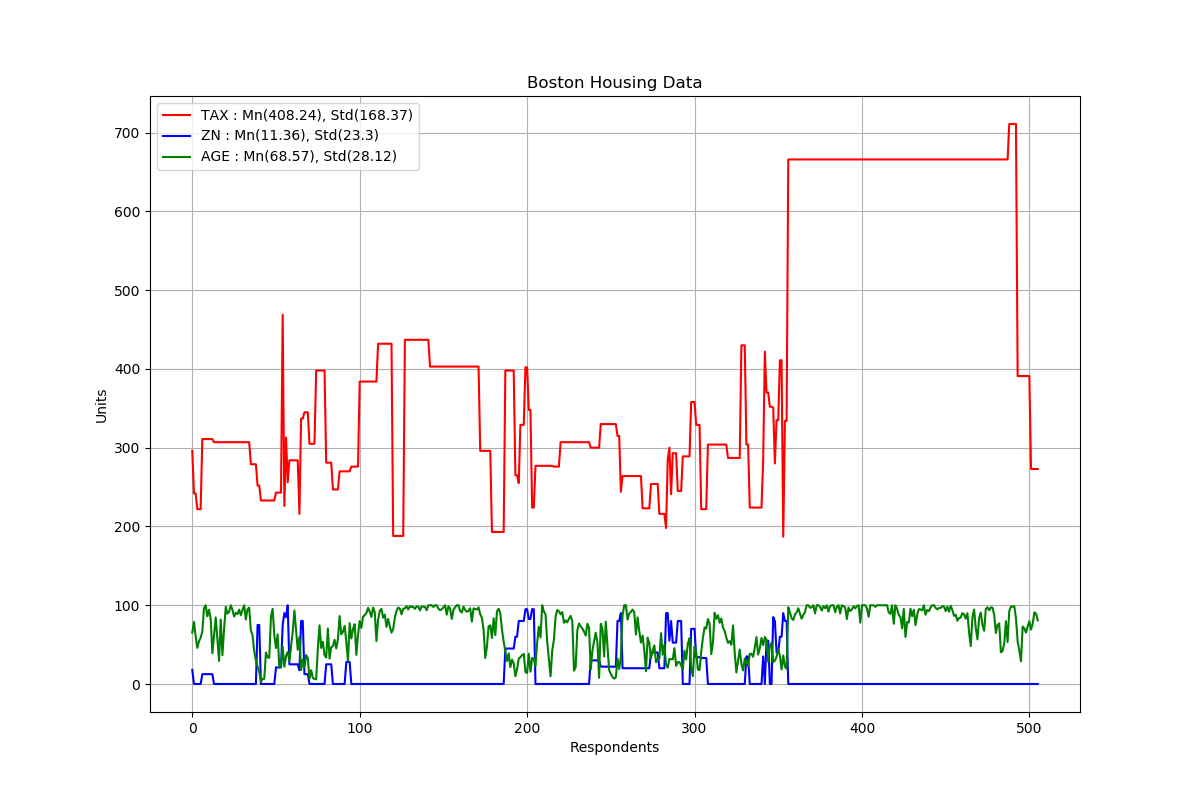 Boston Housing Data
TAX : Mn(408.24), Std(168.37)
ZN : Mn(11.36), Std(23.3)
AGE : Mn(68.57), Std(28.12)
700
600
500
400
300
200
100
0
Units
0 100 200 300 400 500
Respondents